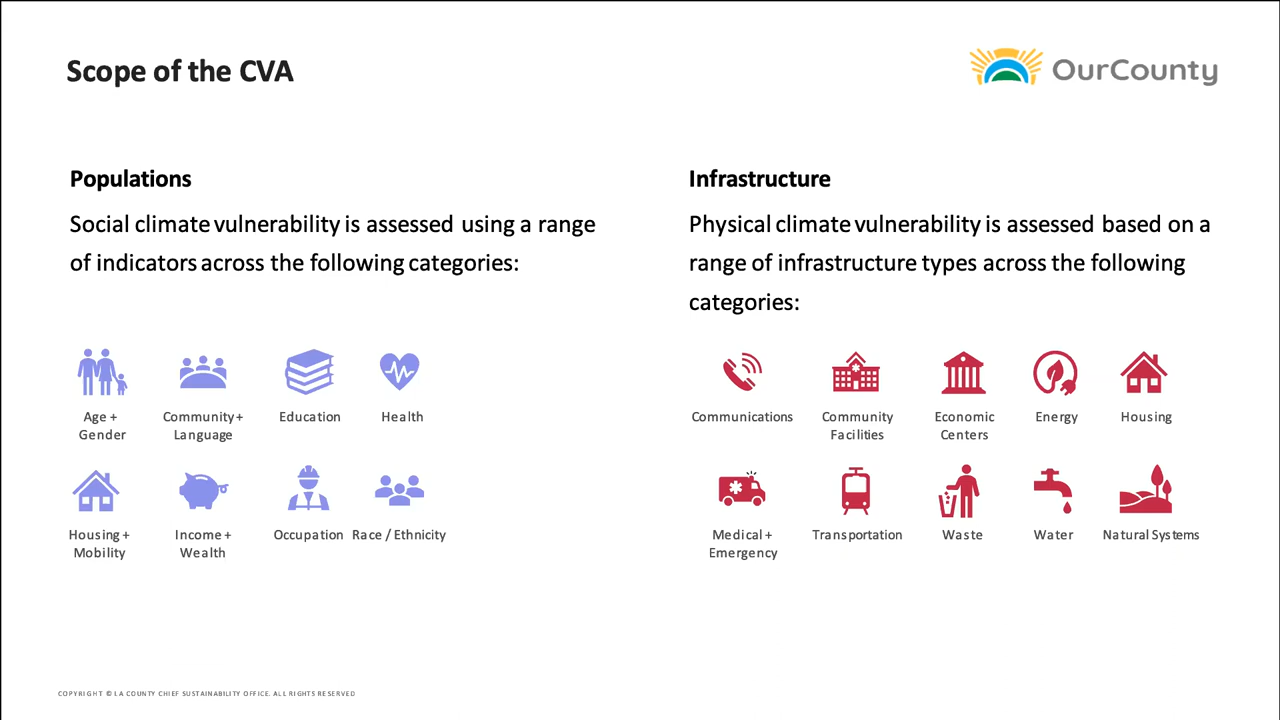 Scope of the CVA
OurCounty
Populations
Social climate vulnerability is assessed using a range
of indicators across the following categories:
Age +
Gender
Community +
Language
Education
Health
Housing +
Mobility
Income +
Wealth
Occupation
Race / Ethnicity
Infrastructure
Physical climate vulnerability is assessed based on a
range of infrastructure types across the following
categories:
Communications
Community
Facilities
Economic
Centers
Energy
Housing
Medical +
Emergency
Transportation
Waste
Water
Natural Systems
COPYRIGHT © LA COUNTY CHIEF SUSTAINABILITY OFFICE. ALL RIGHTS RESERVED